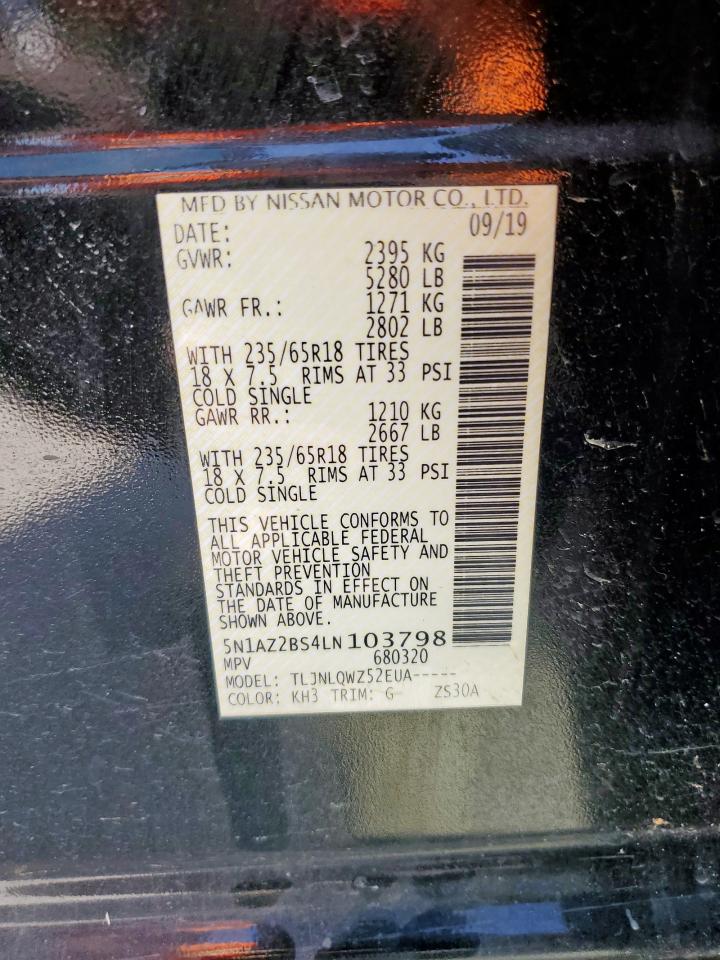 MFD BY NISSAN MOTOR CO., LTD.
DATE: 09/19
GVWR: 2395 KG
5280 LB
GAWR FR.: 1271 KG
2802 LB
WITH 235/65R18 TIRES
18 X 7.5 RIMS AT 33 PSI
COLD SINGLE
GAWR RR.: 1210 KG
2667 LB
WITH 235/65R18 TIRES
18 X 7.5 RIMS AT 33 PSI
COLD SINGLE
THIS VEHICLE CONFORMS TO
ALL APPLICABLE FEDERAL
MOTOR VEHICLE SAFETY AND
THEFT PREVENTION
STANDARDS IN EFFECT ON
THE DATE OF MANUFACTURE
SHOWN ABOVE.
5N1AZ2BS4LN103798
MPV 680320
MODEL: TLJNLQWZ52EUA-----
COLOR: KH3 TRIM: G ZS30A